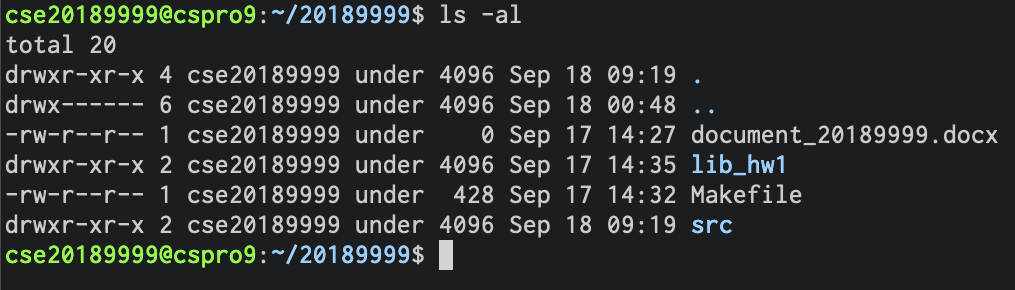 cse20189999@cspro9:~/20189999$ ls -al
total 20
drwxr-xr-x 4 cse20189999 under 4096 Sep 18 09:19 .
drwx------ 6 cse20189999 under 4096 Sep 18 00:48 ..
-rw-r--r-- 1 cse20189999 under    0 Sep 17 14:27 document_20189999.docx
drwxr-xr-x 2 cse20189999 under 4096 Sep 17 14:35 lib_hw1
-rw-r--r-- 1 cse20189999 under  428 Sep 17 14:32 Makefile
drwxr-xr-x 2 cse20189999 under 4096 Sep 18 09:19 src
cse20189999@cspro9:~/20189999$